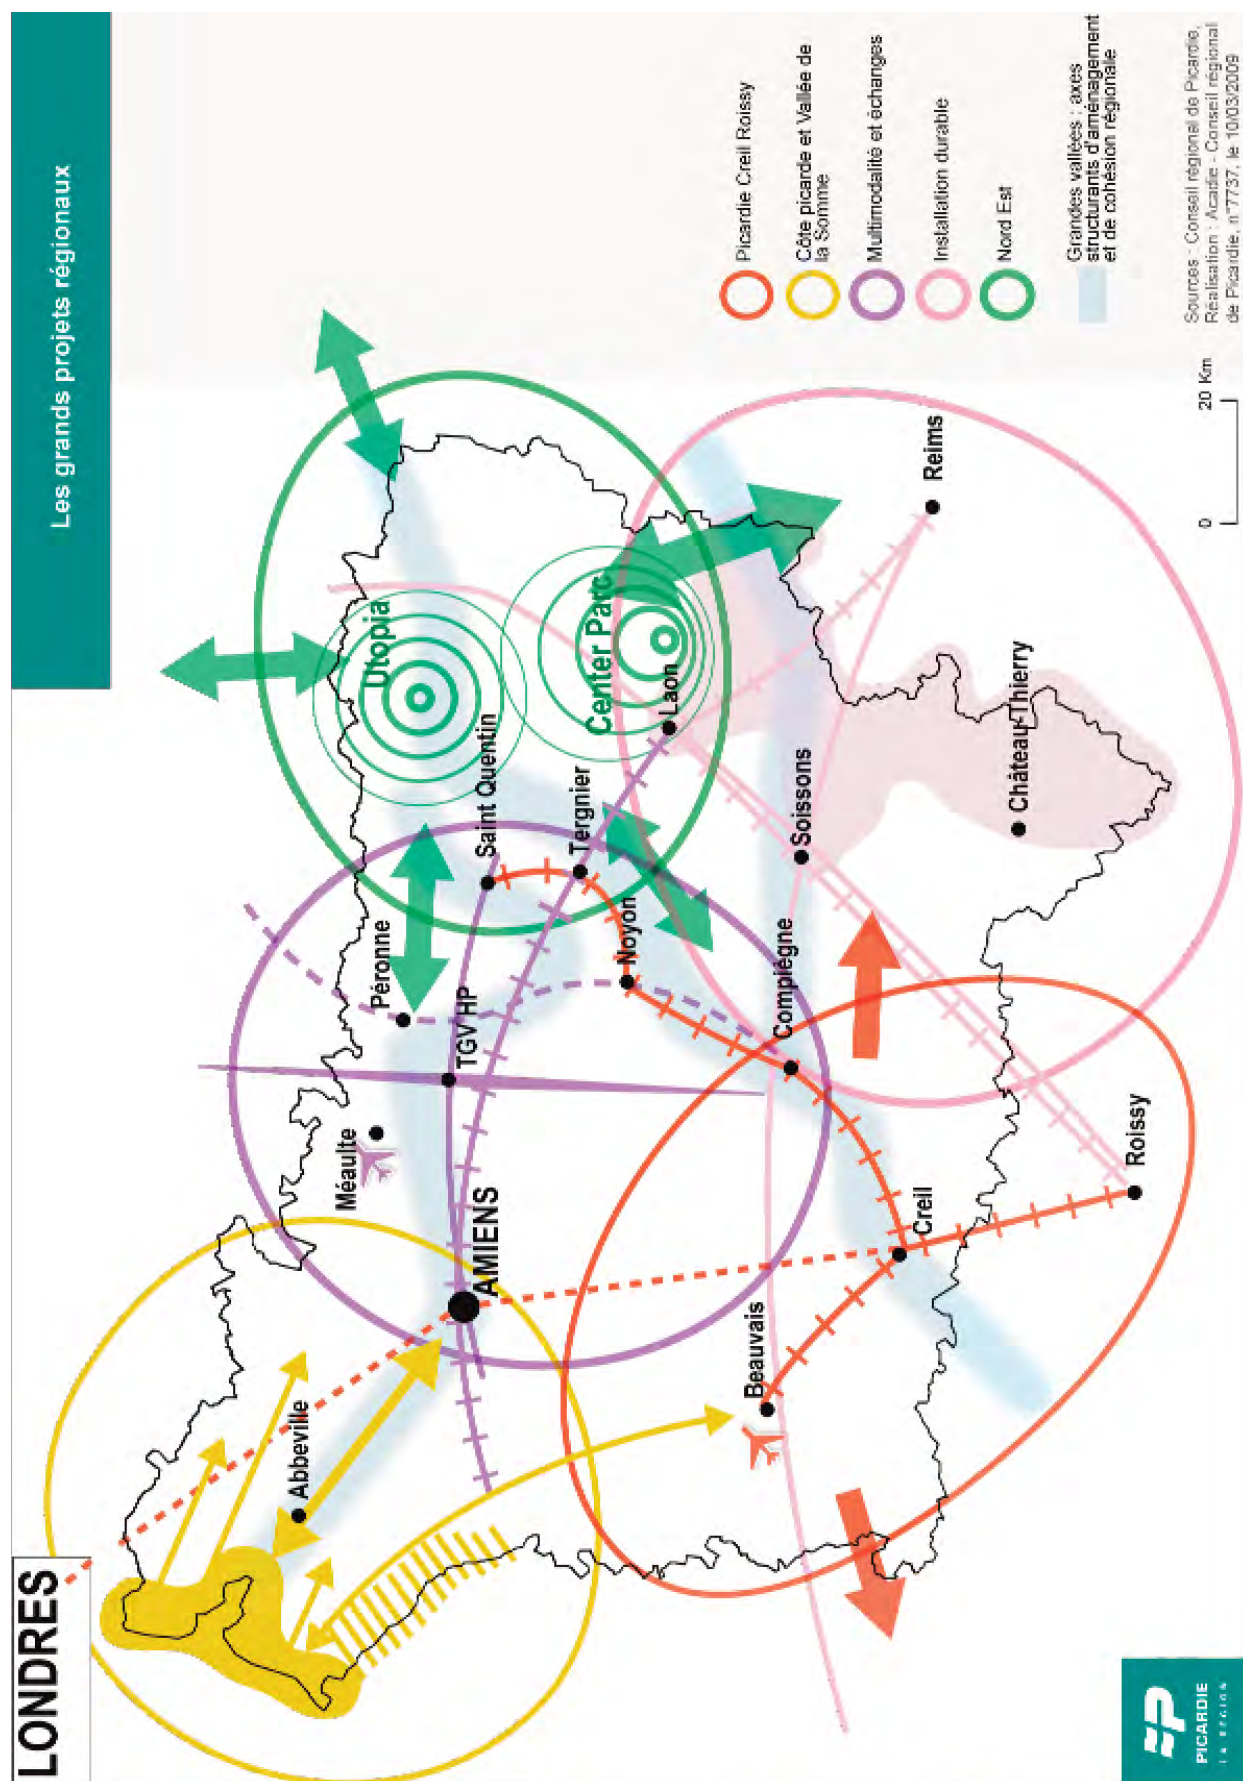 Les grands projets régionaux
LONDRES
Abbeville
AMIENS
Méaulte
Péronne
TGV HP
Saint Quentin
Utopia
Tergnier
Noyon
Center Parc
Laon
Beauvais
Compiègne
Soissons
Creil
Reims
Château-Thierry
Roissy
Picardie Creil Roissy
Côte picarde et Vallée de
la Somme
Multimodalité et échanges
Installation durable
Nord Est
Grandes vallées : axes
structurants d'aménagement
et de cohésion régionale
0 20 Km
Sources : Conseil régional de Picardie,
Réalisation : Acadie - Conseil régional
de Picardie, n°7737, le 10/03/2009
PICARDIE
LA RÉGION